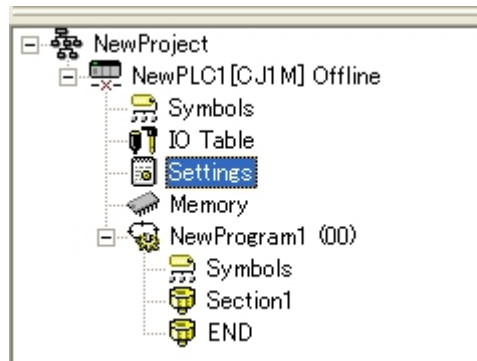 NewProject
NewPLC1[CJ1M] Offline
Symbols
IO Table
Settings
Memory
NewProgram1 (00)
Symbols
Section1
END